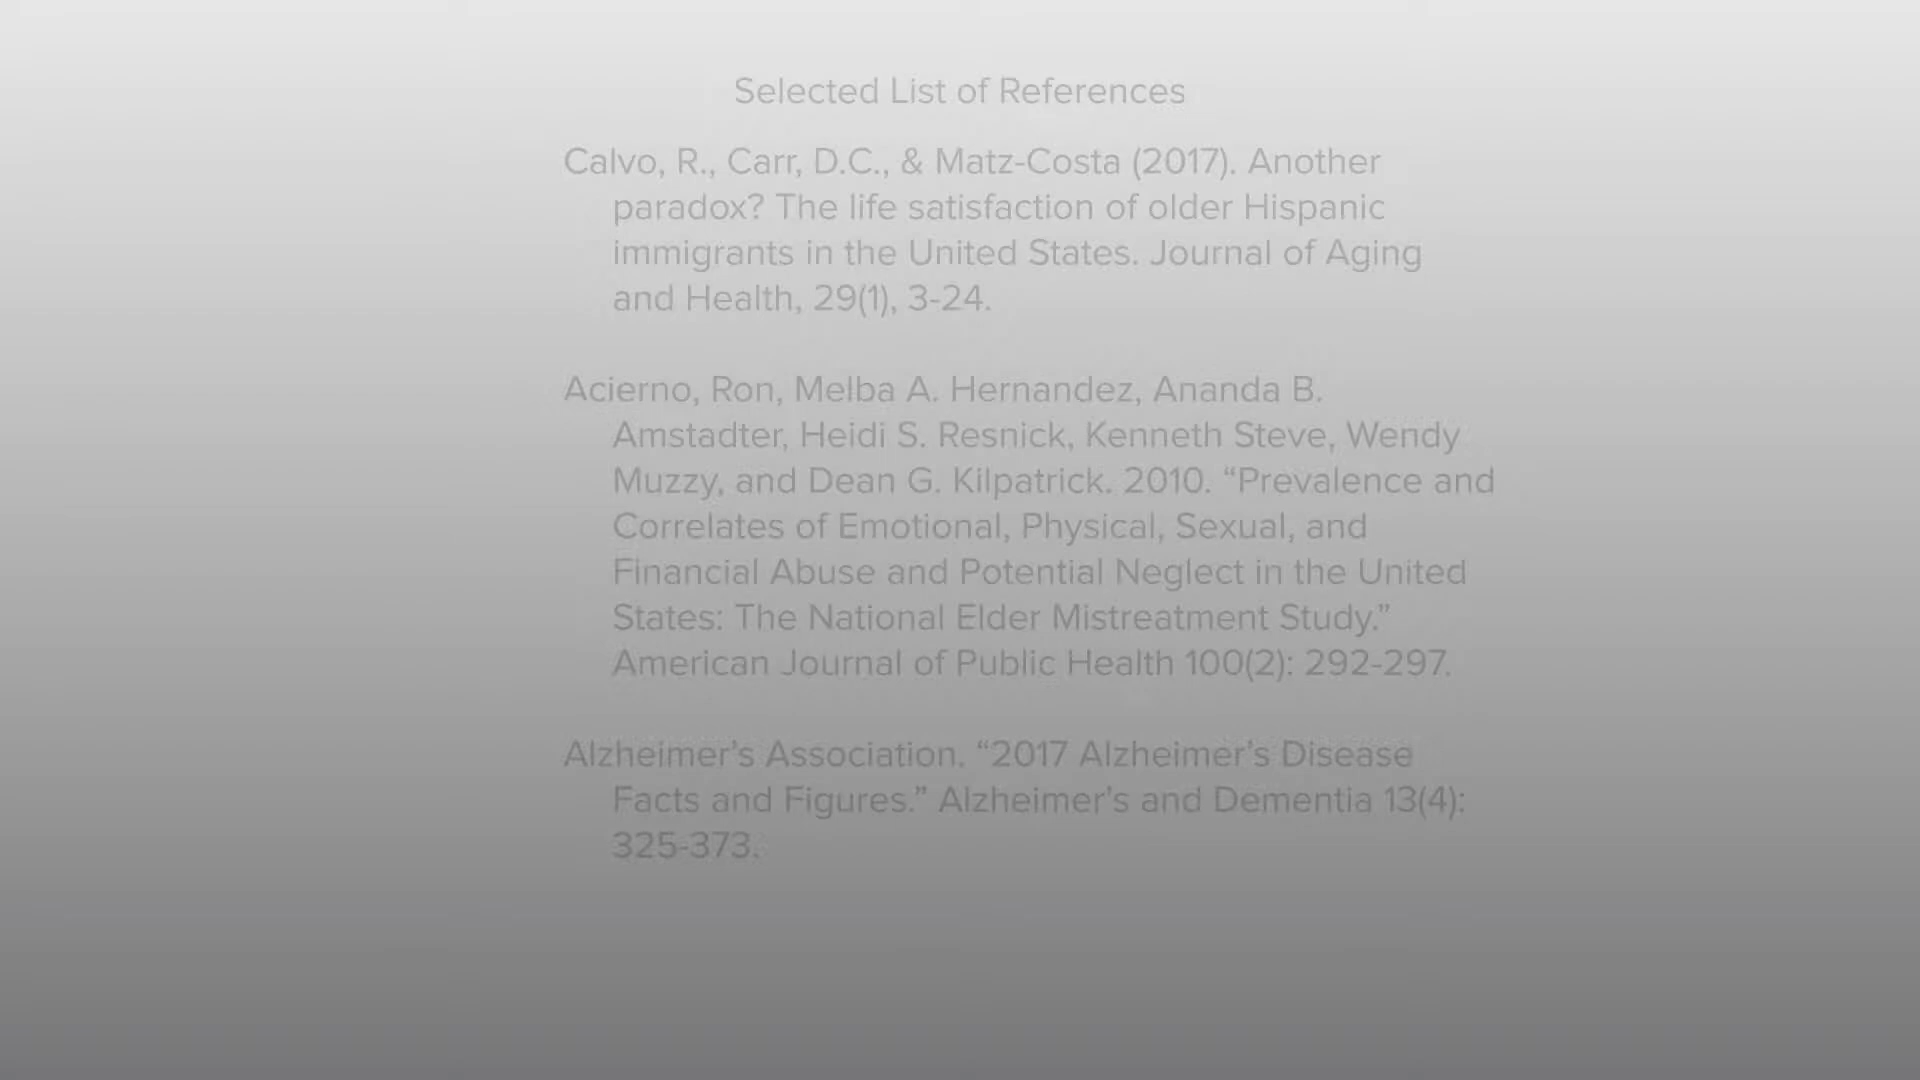 Selected List of References
Calvo, R., Carr, D.C., & Matz-Costa (2017). Another
paradox? The life satisfaction of older Hispanic
immigrants in the United States. Journal of Aging
and Health, 29(1), 3-24.
Acierno, Ron, Melba A. Hernandez, Ananda B.
Amstadter, Heidi S. Resnick, Kenneth Steve, Wendy
Muzzy, and Dean G. Kilpatrick. 2010. “Prevalence and
Correlates of Emotional, Physical, Sexual, and
Financial Abuse and Potential Neglect in the United
States: The National Elder Mistreatment Study.”
American Journal of Public Health 100(2): 292-297.
Alzheimer’s Association. “2017 Alzheimer’s Disease
Facts and Figures.” Alzheimer's and Dementia 13(4):
325-373.